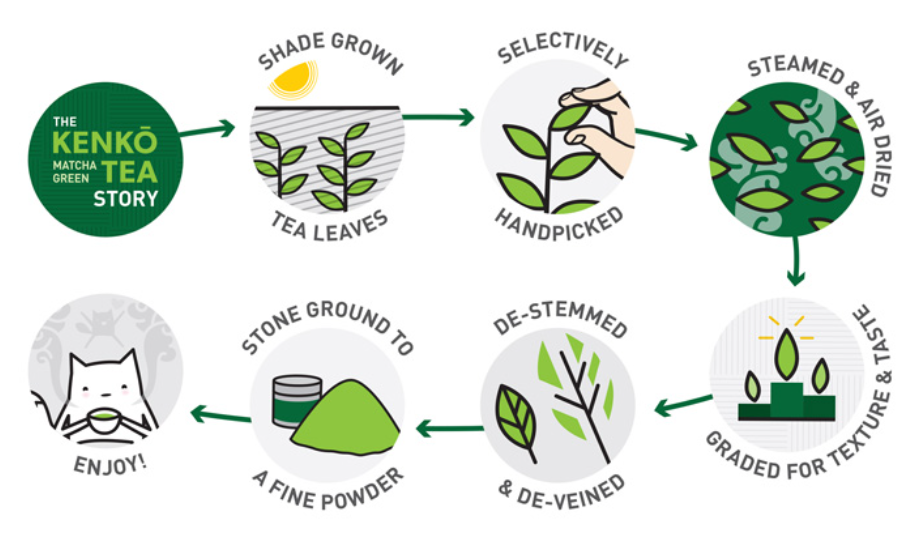 THE
KENKŌ
MATCHA
GREEN
TEA
STORY
SHADE GROWN
TEA LEAVES
SELECTIVELY
HANDPICKED
STEAMED & AIR DRIED
GRADED FOR TEXTURE & TASTE
DE-STEMMED
& DE-VEINED
STONE GROUND TO
A FINE POWDER
ENJOY!